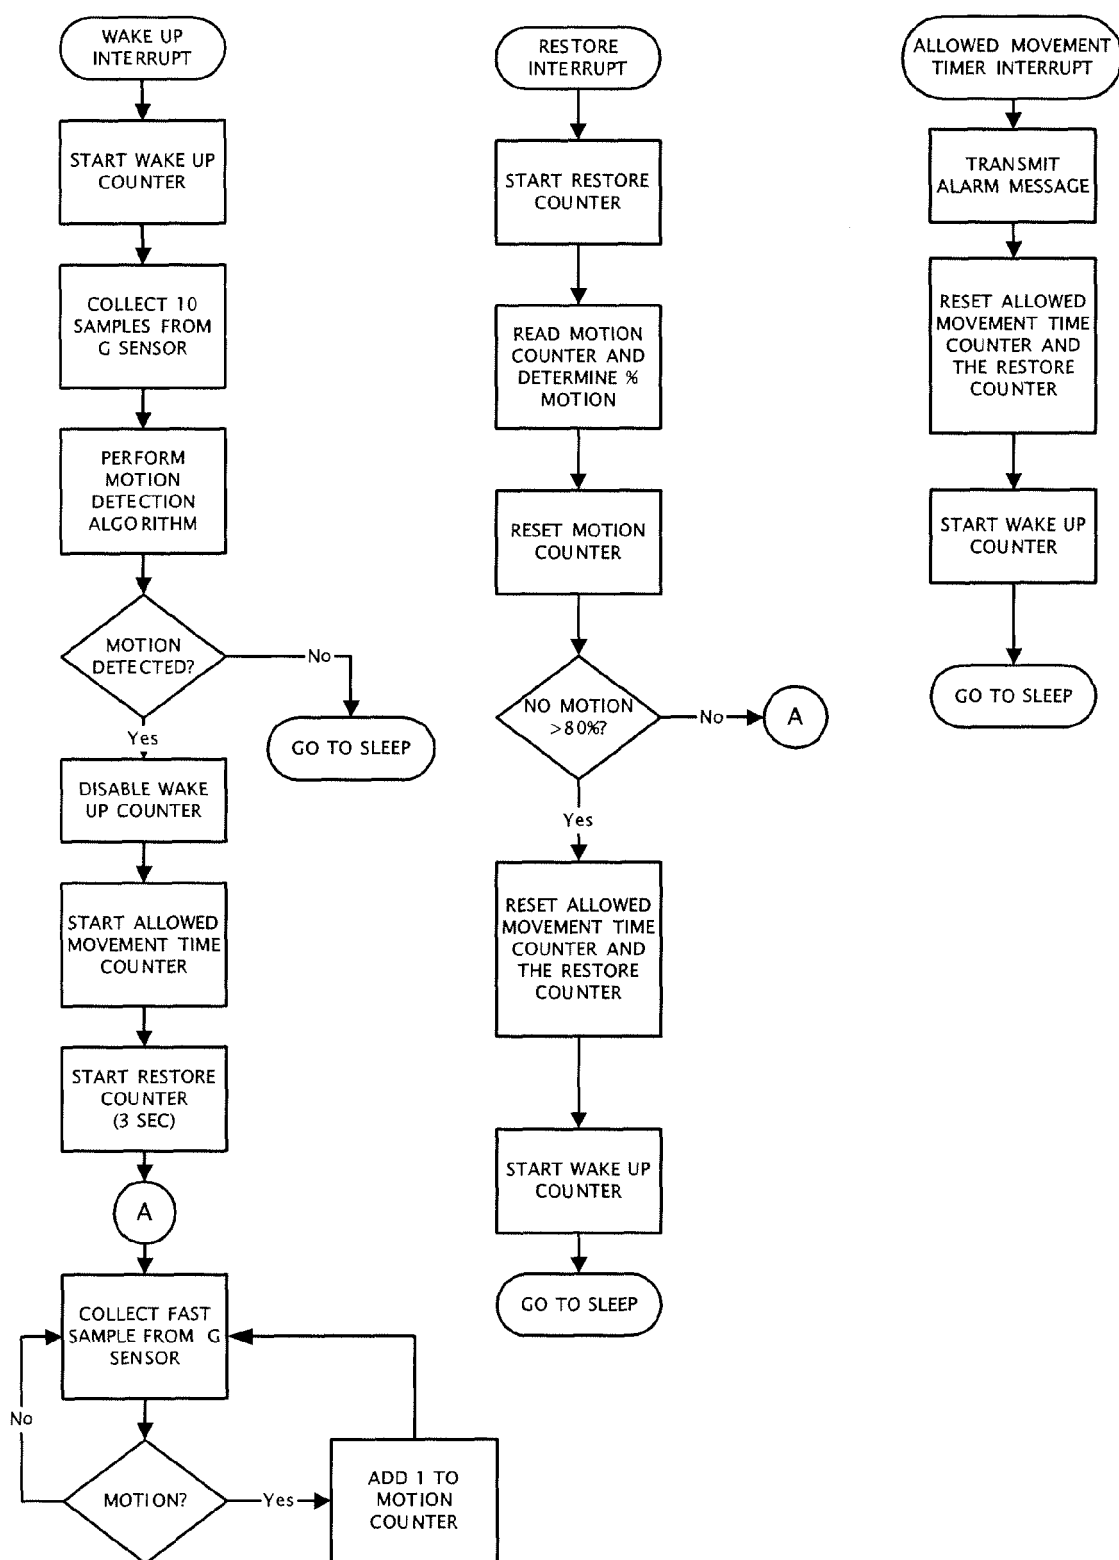 WAKE UP
INTERRUPT
START WAKE UP
COUNTER
COLLECT 10
SAMPLES FROM
G SENSOR
PERFORM
MOTION
DETECTION
ALGORITHM
MOTION
DETECTED?
No
GO TO SLEEP
Yes
DISABLE WAKE
UP COUNTER
START ALLOWED
MOVEMENT TIME
COUNTER
START RESTORE
COUNTER
(3 SEC)
A
COLLECT FAST
SAMPLE FROM G
SENSOR
No
MOTION?
Yes
ADD 1 TO
MOTION
COUNTER
RESTORE
INTERRUPT
START RESTORE
COUNTER
READ MOTION
COUNTER AND
DETERMINE %
MOTION
RESET MOTION
COUNTER
NO MOTION
>80%?
No
A
Yes
RESET ALLOWED
MOVEMENT TIME
COUNTER AND
THE RESTORE
COUNTER
START WAKE UP
COUNTER
GO TO SLEEP
ALLOWED MOVEMENT
TIMER INTERRUPT
TRANSMIT
ALARM MESSAGE
RESET ALLOWED
MOVEMENT TIME
COUNTER AND
THE RESTORE
COUNTER
START WAKE UP
COUNTER
GO TO SLEEP